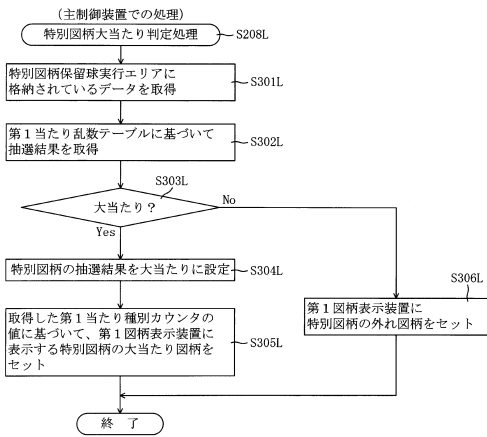 (主制御装置での処理)
特別図柄大当たり判定処理
S208L
特別図柄保留球実行エリアに
格納されているデータを取得
S301L
第１当たり乱数テーブルに基づいて
抽選結果を取得
S302L
S303L
大当たり？
No
Yes
特別図柄の抽選結果を大当たりに設定
S304L
S306L
取得した第１当たり種別カウンタの
値に基づいて、第１図柄表示装置に
表示する特別図柄の大当たり図柄を
セット
S305L
第１図柄表示装置に
特別図柄の外れ図柄をセット
終　了